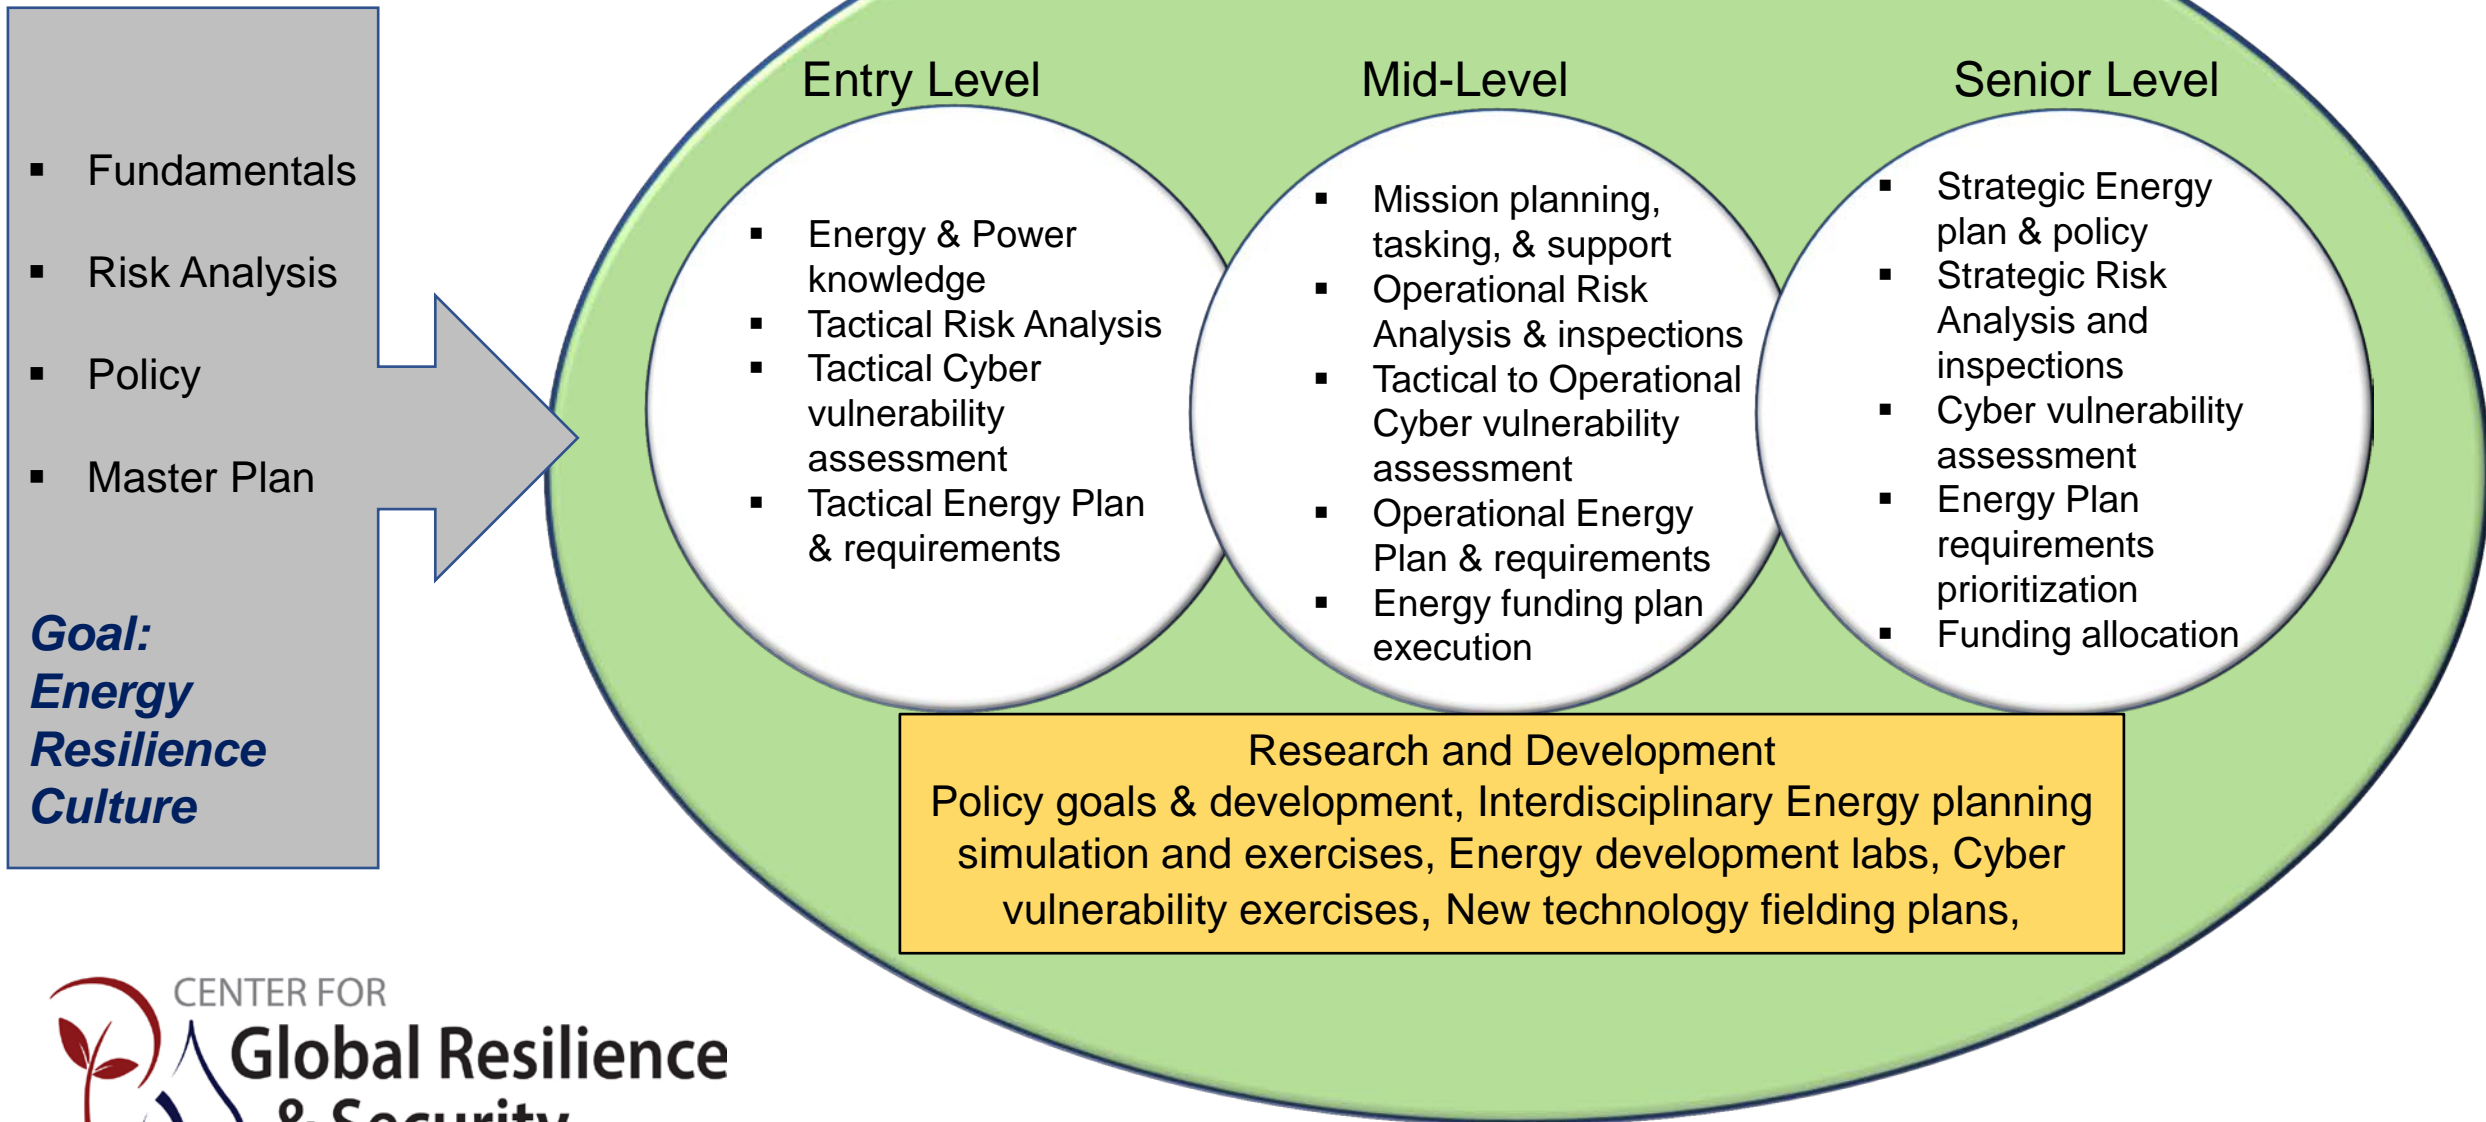 ▪ Fundamentals
▪ Risk Analysis
▪ Policy
▪ Master Plan
Goal:
Energy
Resilience
Culture
Entry Level
▪ Energy & Power
knowledge
▪ Tactical Risk Analysis
▪ Tactical Cyber
vulnerability
assessment
▪ Tactical Energy Plan
& requirements
Mid-Level
▪ Mission planning,
tasking, & support
▪ Operational Risk
Analysis & inspections
▪ Tactical to Operational
Cyber vulnerability
assessment
▪ Operational Energy
Plan & requirements
▪ Energy funding plan
execution
Senior Level
▪ Strategic Energy
plan & policy
▪ Strategic Risk
Analysis and
inspections
▪ Cyber vulnerability
assessment
▪ Energy Plan
requirements
prioritization
▪ Funding allocation
Research and Development
Policy goals & development, Interdisciplinary Energy planning
simulation and exercises, Energy development labs, Cyber
vulnerability exercises, New technology fielding plans,
CENTER FOR
Global Resilience
& Security